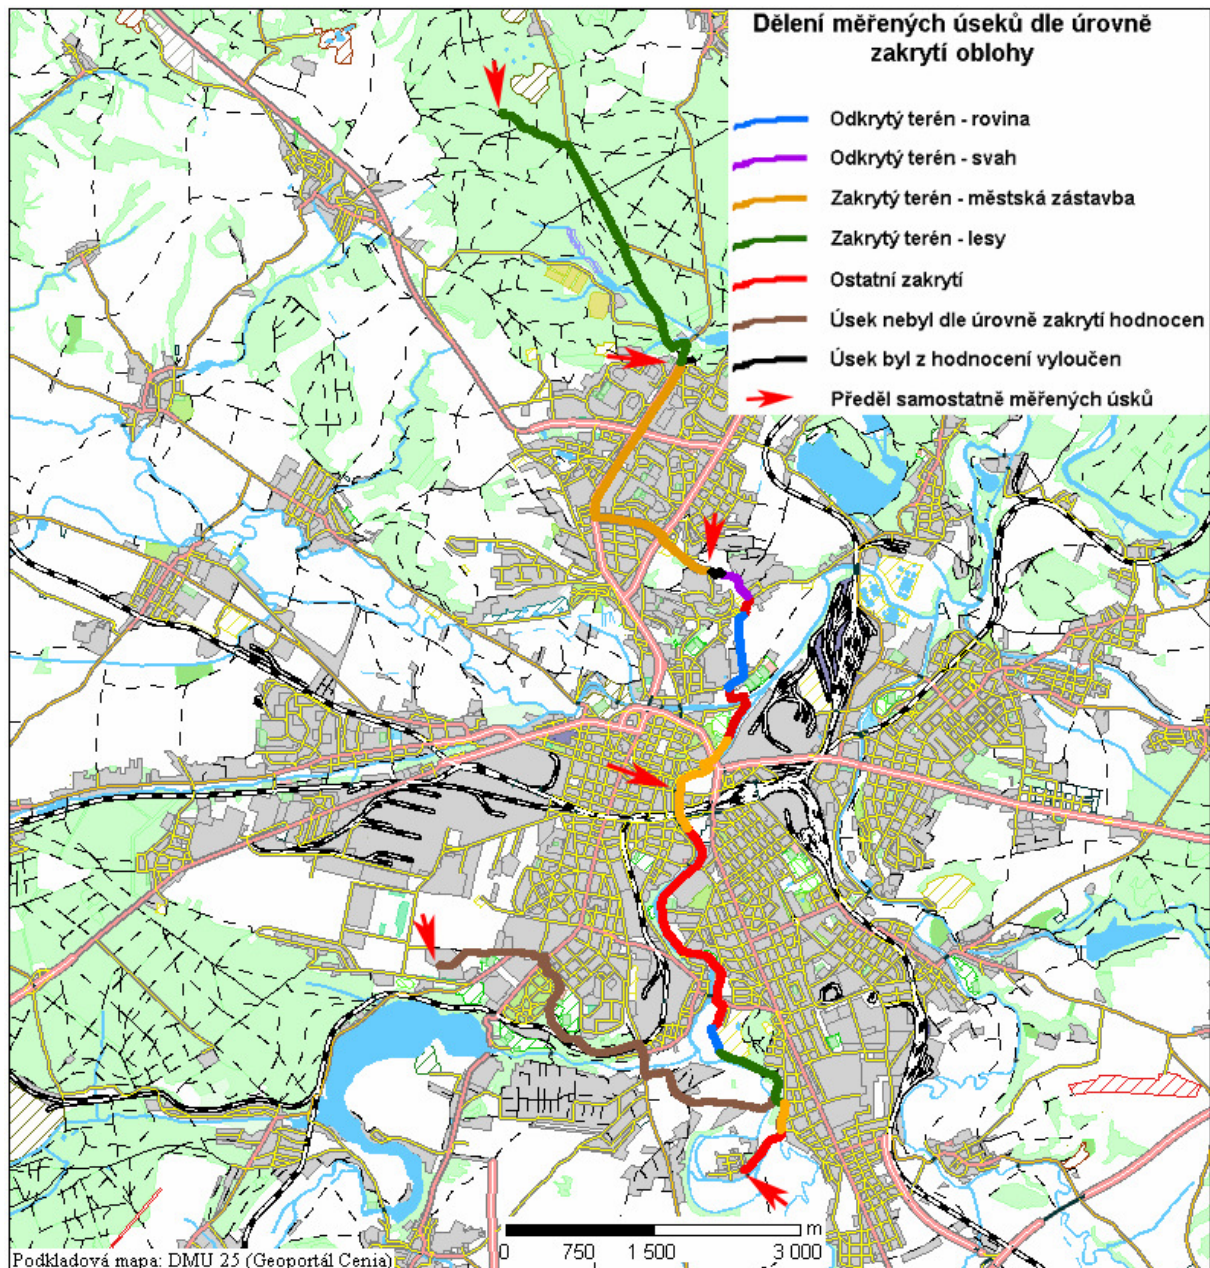 Dělení měřených úseků dle úrovně
zakrytí oblohy
Odkrytý terén - rovina
Odkrytý terén - svah
Zakrytý terén - městská zástavba
Zakrytý terén - lesy
Ostatní zakrytí
Úsek nebyl dle úrovně zakrytí hodnocen
Úsek byl z hodnocení vyloučen
Předěl samostatně měřených úsků
m
0 750 1 500 3 000
Podkladová mapa: DMU 25 (Geoportál Cenia)